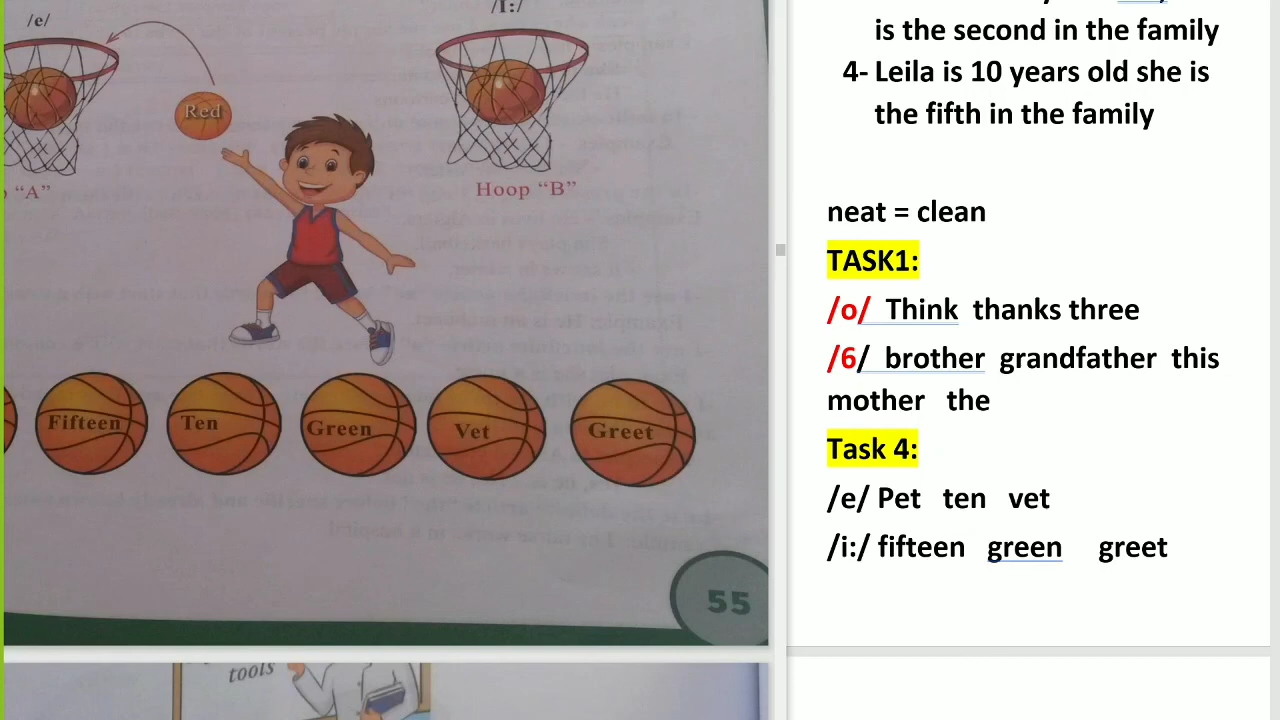 /e/
/I:/
Red
"A"
Hoop "B"
Fifteen
Ten
Green
Vet
Greet
55
tools
is the second in the family
4- Leila is 10 years old she is
the fifth in the family
neat = clean
TASK1:
/o/ Think thanks three
/6/ brother grandfather this
mother the
Task 4:
/e/ Pet ten vet
/i:/ fifteen green greet